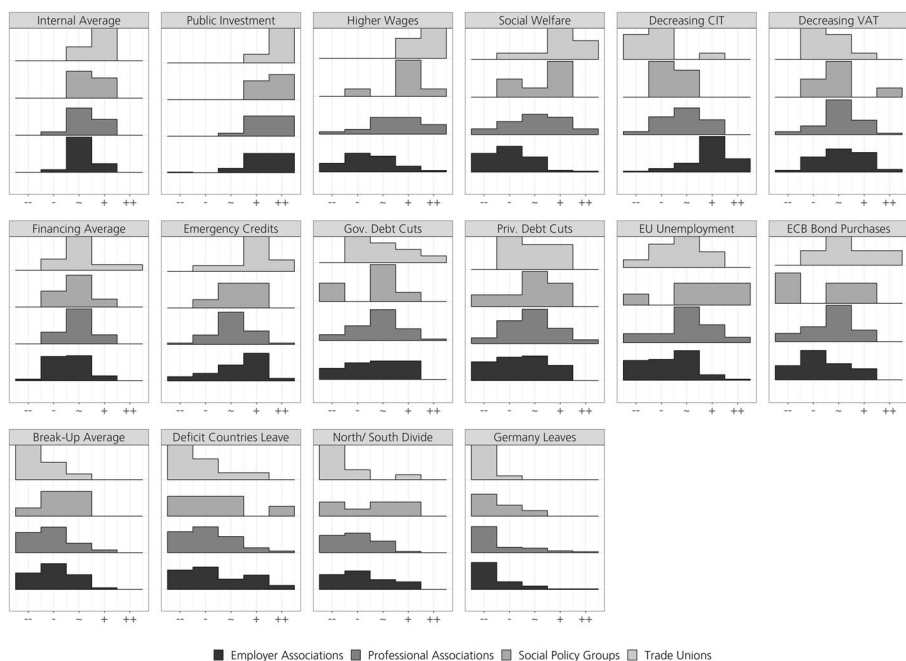 Internal Average Public Investment Higher Wages Social Welfare Decreasing CIT Decreasing VAT
-- - ~ + ++ -- - ~ + ++ -- - ~ + ++ -- - ~ + ++ -- - ~ + ++ -- - ~ + ++
Financing Average Emergency Credits Gov. Debt Cuts Priv. Debt Cuts EU Unemployment ECB Bond Purchases
-- - ~ + ++ -- - ~ + ++ -- - ~ + ++ -- - ~ + ++ -- - ~ + ++ -- - ~ + ++
Break-Up Average Deficit Countries Leave North/ South Divide Germany Leaves
-- - ~ + ++ -- - ~ + ++ -- - ~ + ++ -- - ~ + ++
Employer Associations Professional Associations Social Policy Groups Trade Unions